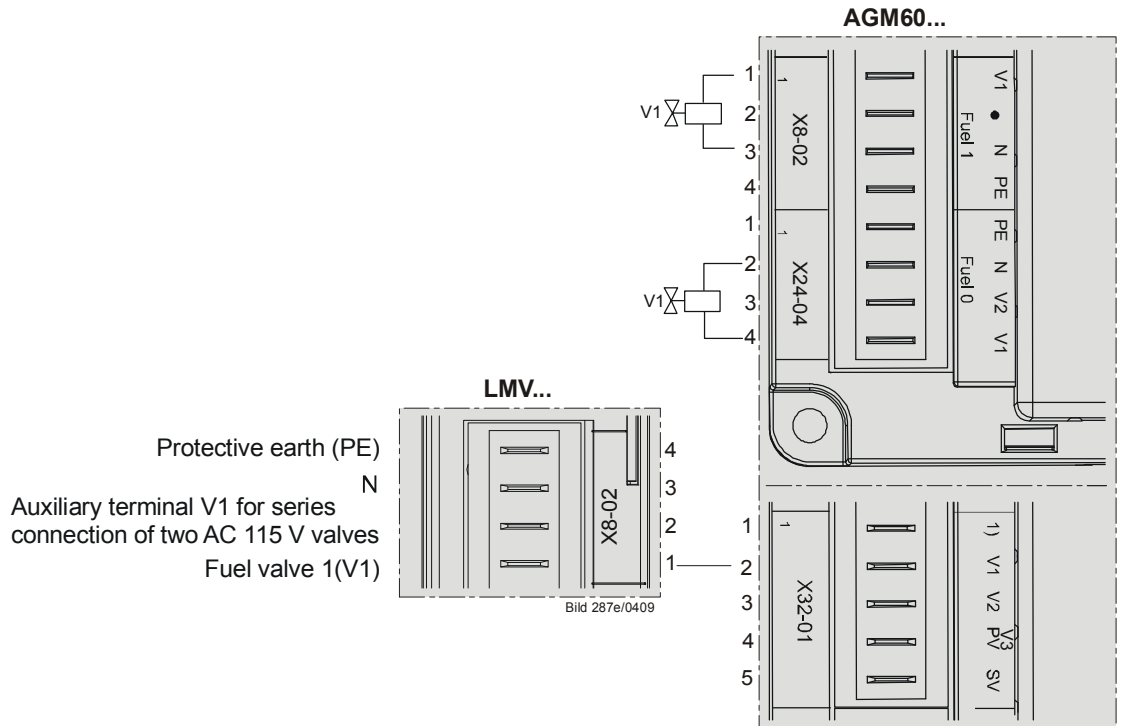 AGM60...
1
2
3
4
1
2
3
4
V1
V1
1
X8-02
1
X24-04
V1
●
N
PE
Fuel 1
PE
N
V2
V1
Fuel 0
LMV...
Protective earth (PE)
N
Auxiliary terminal V1 for series
connection of two AC 115 V valves
Fuel valve 1(V1)
X8-02
4
3
2
1
Bild 287e/0409
1
2
3
4
5
1
X32-01
1)
V1
V2
PV
V3
SV